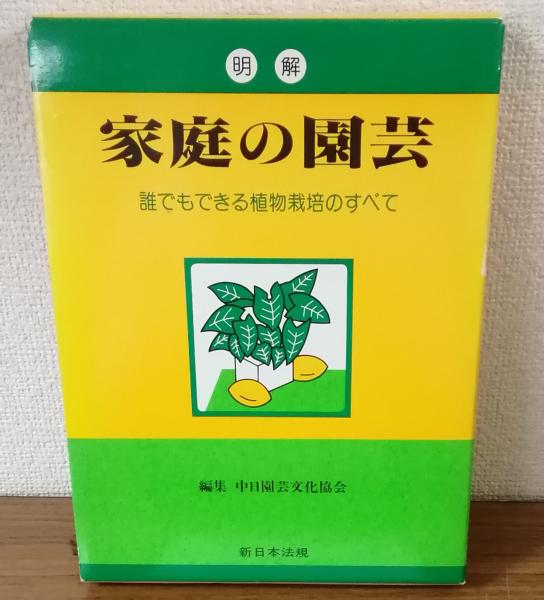 明解
家庭の園芸
誰でもできる植物栽培のすべて
編集 中日園芸文化協会
新日本法規